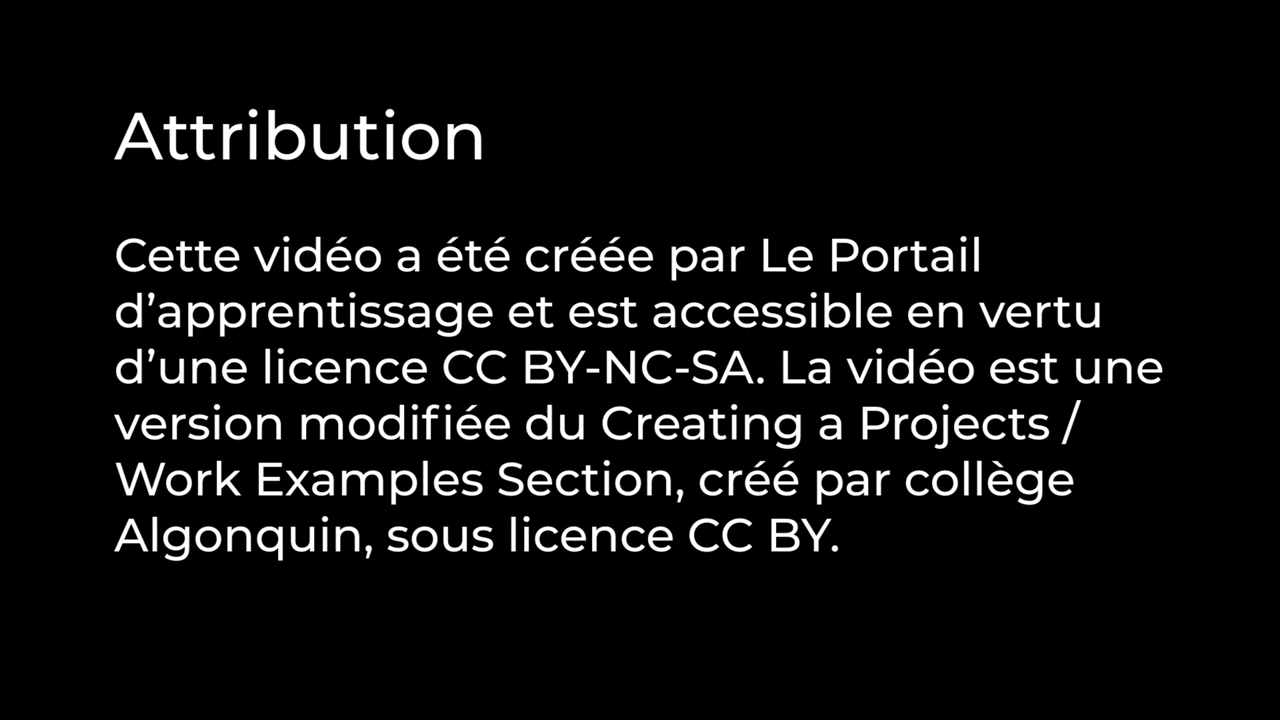 Attribution
Cette vidéo a été créée par Le Portail
d’apprentissage et est accessible en vertu
d’une licence CC BY-NC-SA. La vidéo est une
version modifiée du Creating a Projects /
Work Examples Section, créé par collège
Algonquin, sous licence CC BY.